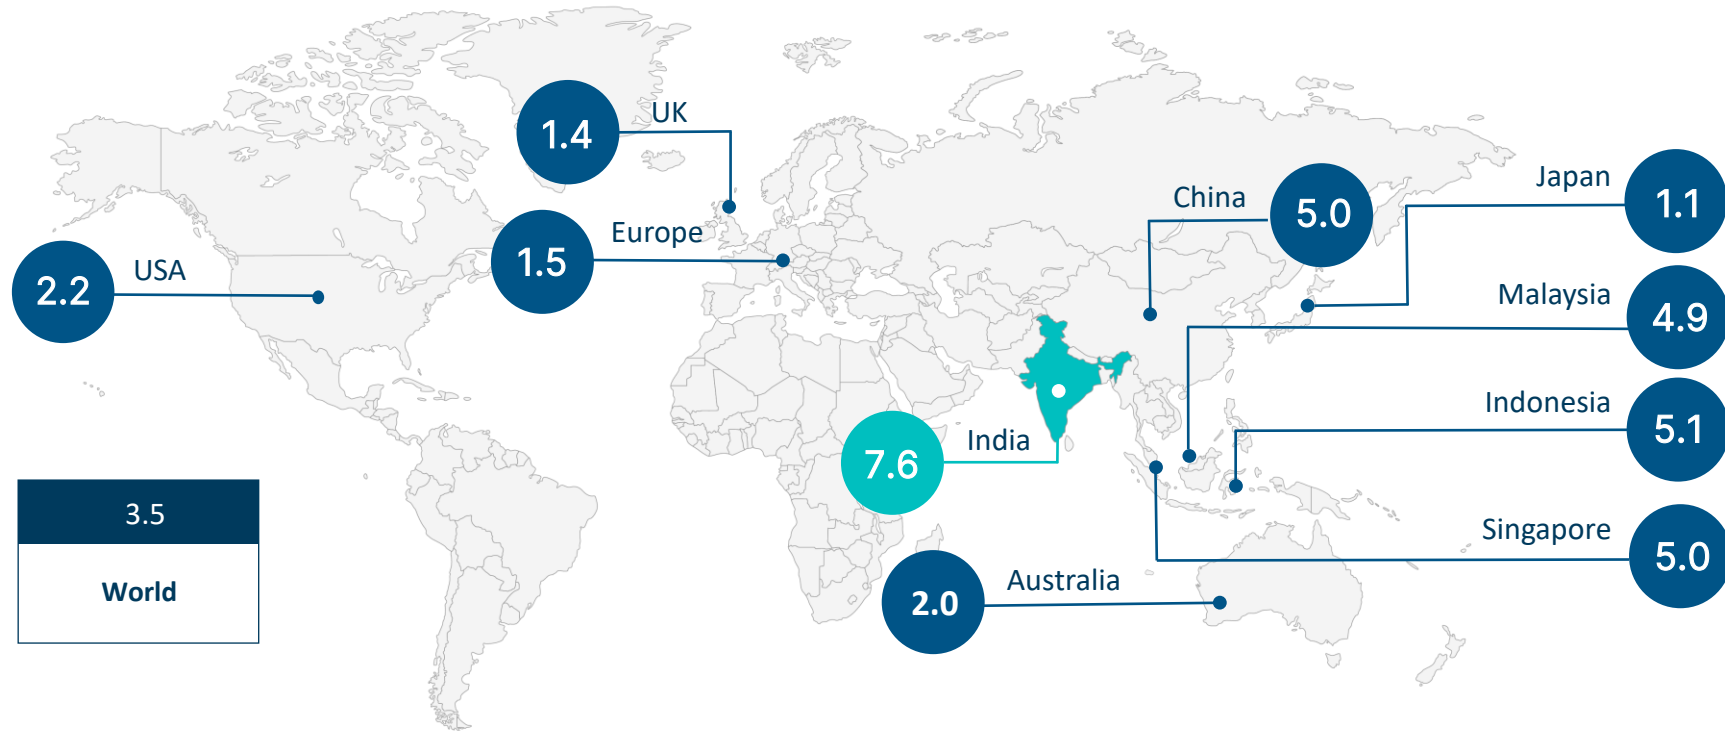 UK
1.4
Europe
1.5
USA
2.2
China
5.0
Japan
1.1
Malaysia
4.9
Indonesia
5.1
India
7.6
Singapore
5.0
Australia
2.0
3.5
World